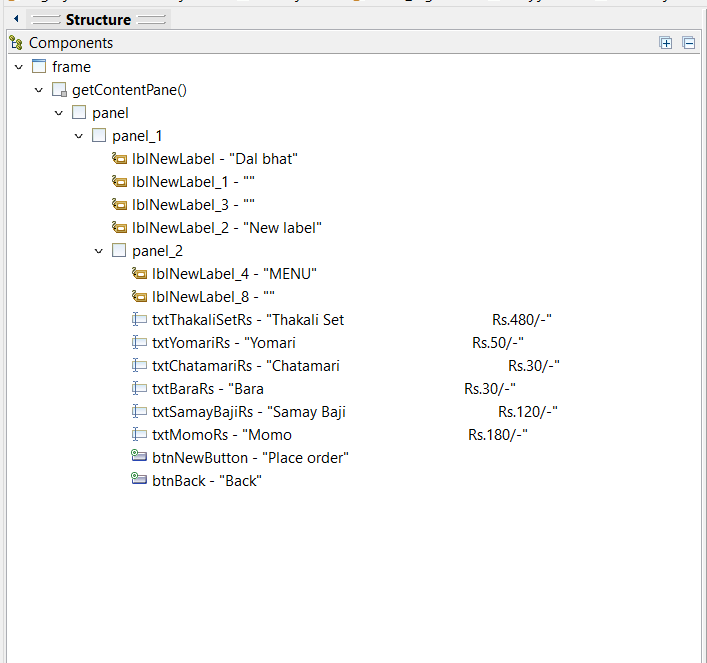 Structure
Components
frame
getContentPane()
panel
panel_1
lblNewLabel - "Dal bhat"
lblNewLabel_1 - ""
lblNewLabel_3 - ""
lblNewLabel_2 - "New label"
panel_2
lblNewLabel_4 - "MENU"
lblNewLabel_8 - ""
txtThakaliSetRs - "Thakali Set Rs.480/-"
txtYomariRs - "Yomari Rs.50/-"
txtChatamariRs - "Chatamari Rs.30/-"
txtBaraRs - "Bara Rs.30/-"
txtSamayBajiRs - "Samay Baji Rs.120/-"
txtMomoRs - "Momo Rs.180/-"
btnNewButton - "Place order"
btnBack - "Back"